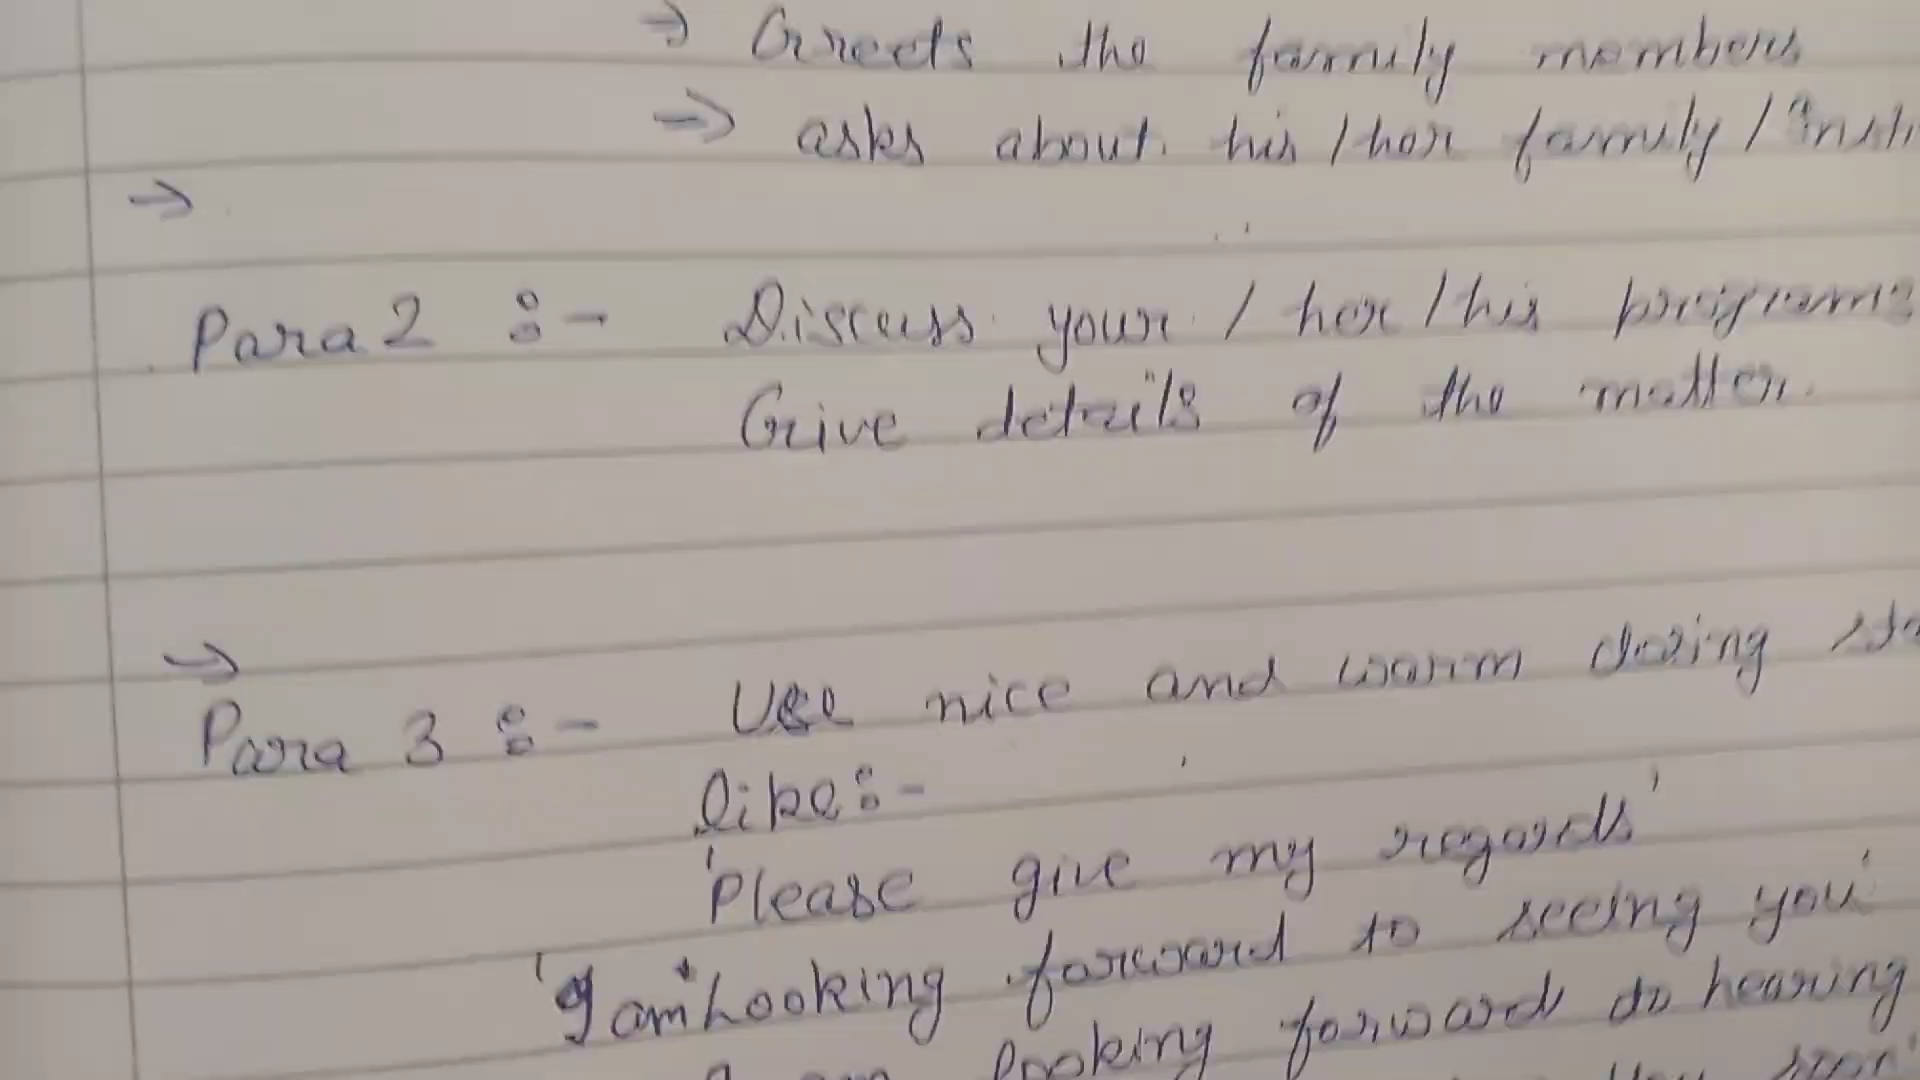 → Greets the family members
→ asks about his / her family /
→
Para 2 :- Discuss your / her / his programs
Give details of the matter.
→
Para 3 :- Use nice and warm closing
like :-
'Please give my regards'
'I am Looking forward to seeing you'
looking forward to hearing